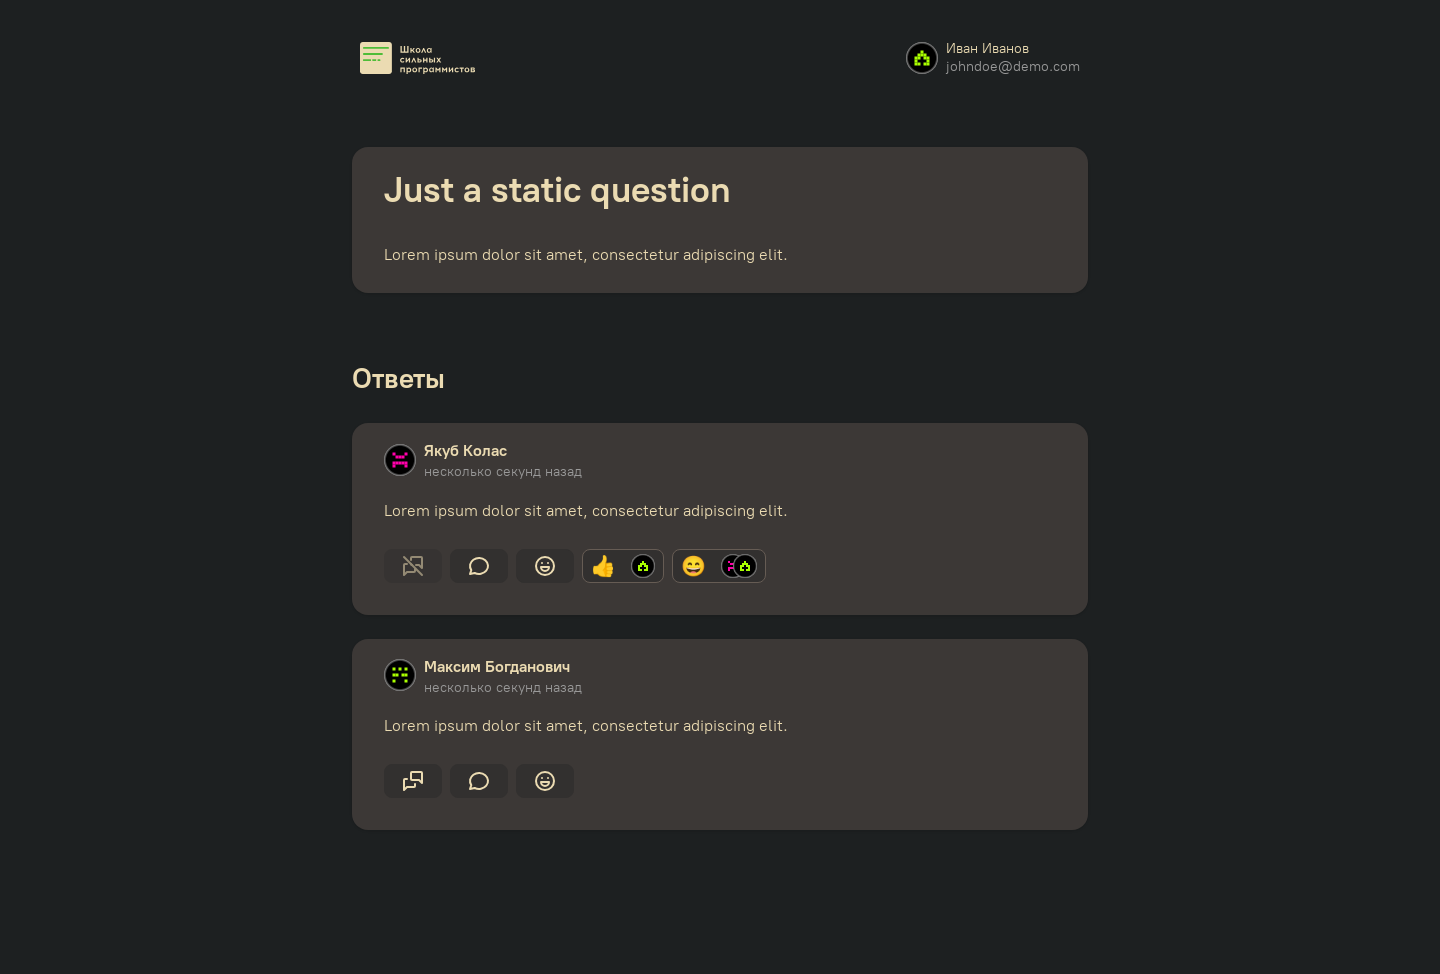 Школа
сильных
программистов
Иван Иванов
johndoe@demo.com
Just a static question
Lorem ipsum dolor sit amet, consectetur adipiscing elit.
Ответы
Якуб Колас
несколько секунд назад
Lorem ipsum dolor sit amet, consectetur adipiscing elit.
Максим Богданович
несколько секунд назад
Lorem ipsum dolor sit amet, consectetur adipiscing elit.